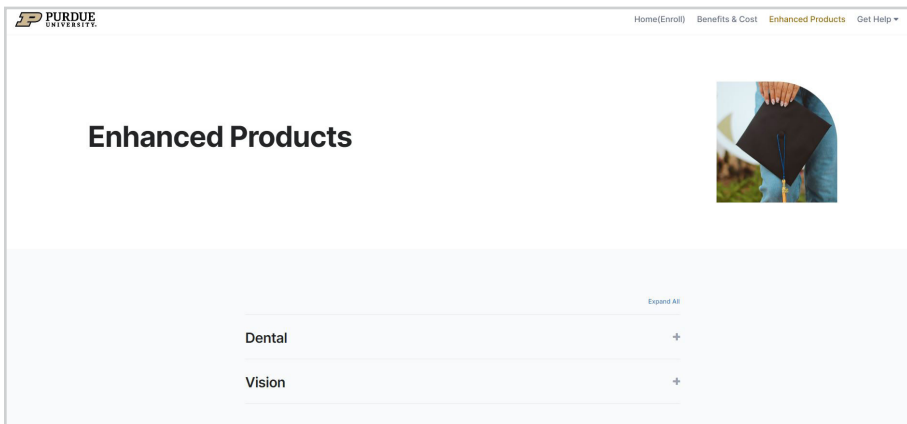 PURDUE
UNIVERSITY.
Home(Enroll) Benefits & Cost Enhanced Products Get Help
Enhanced Products
Expand All
Dental
Vision